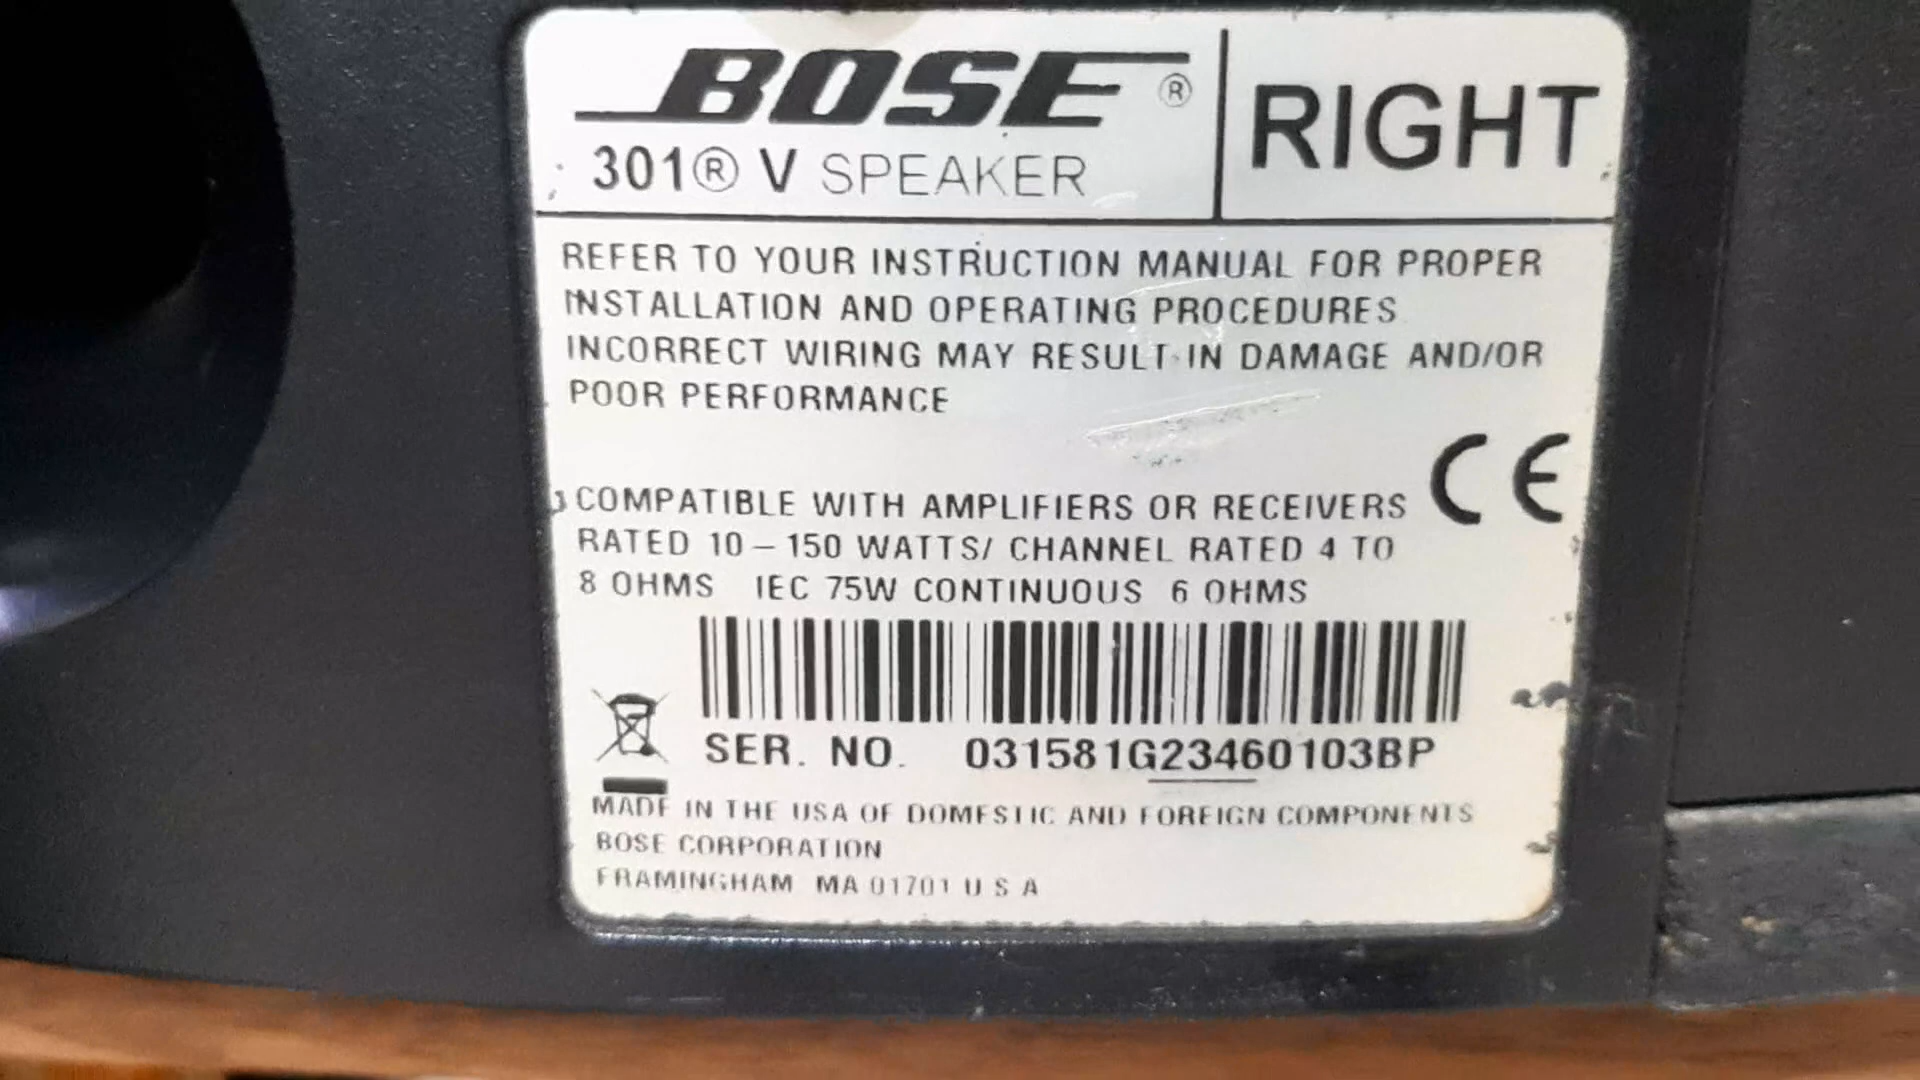 BOSE®
301® V SPEAKER
RIGHT
REFER TO YOUR INSTRUCTION MANUAL FOR PROPER
INSTALLATION AND OPERATING PROCEDURES
INCORRECT WIRING MAY RESULT IN DAMAGE AND/OR
POOR PERFORMANCE
COMPATIBLE WITH AMPLIFIERS OR RECEIVERS
RATED 10 – 150 WATTS/ CHANNEL RATED 4 TO
8 OHMS IEC 75W CONTINUOUS 6 OHMS
CE
SER. NO. 031581G23460103BP
MADE IN THE USA OF DOMESTIC AND FOREIGN COMPONENTS
BOSE CORPORATION
FRAMINGHAM MA 01701 U S A